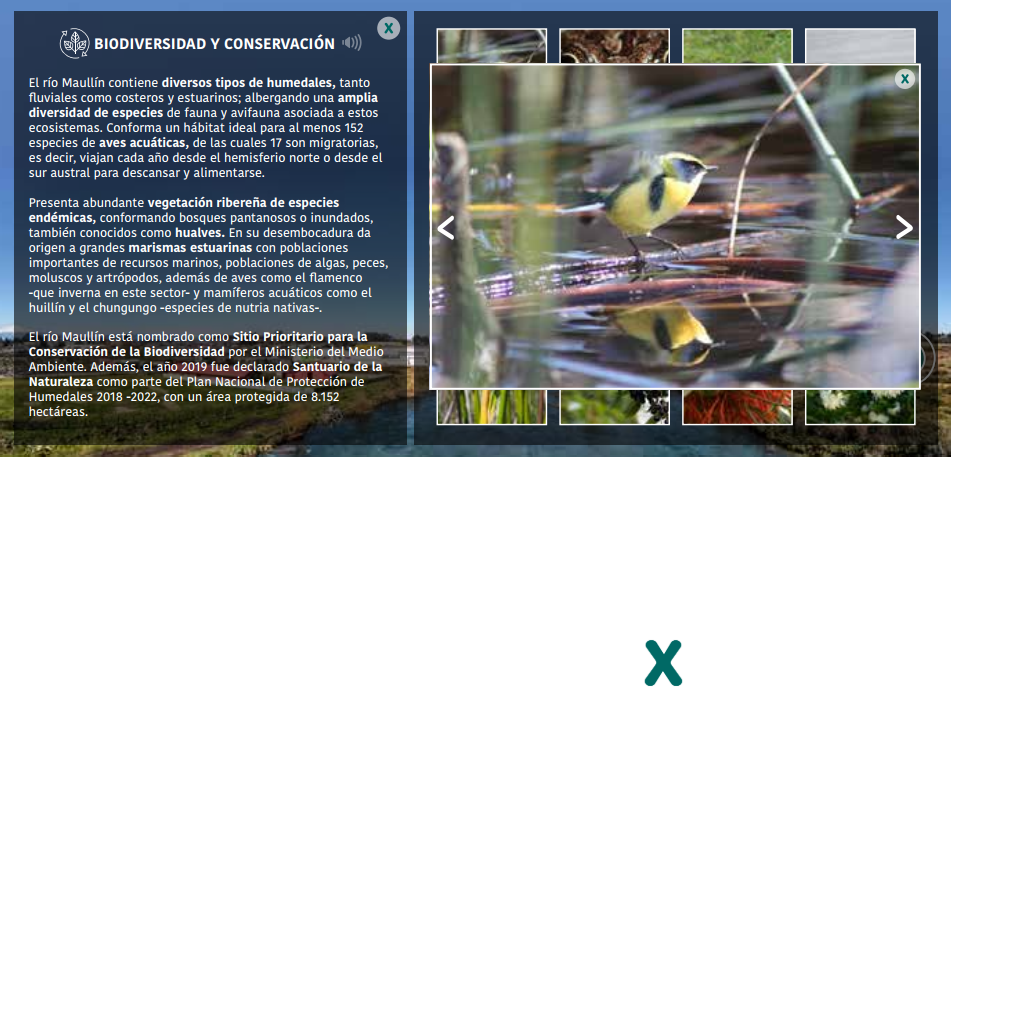 BIODIVERSIDAD Y CONSERVACIÓN
X
El río Maullín contiene diversos tipos de humedales, tanto
fluviales como costeros y estuarinos; albergando una amplia
diversidad de especies de fauna y avifauna asociada a estos
ecosistemas. Conforma un hábitat ideal para al menos 152
especies de aves acuáticas, de las cuales 17 son migratorias,
es decir, viajan cada año desde el hemisferio norte o desde el
sur austral para descansar y alimentarse.
Presenta abundante vegetación ribereña de especies
endémicas, conformando bosques pantanosos o inundados,
también conocidos como hualves. En su desembocadura da
origen a grandes marismas estuarinas con poblaciones
importantes de recursos marinos, poblaciones de algas, peces,
moluscos y artrópodos, además de aves como el flamenco
-que inverna en este sector- y mamíferos acuáticos como el
huillín y el chungungo -especies de nutria nativas-.
El río Maullín está nombrado como Sitio Prioritario para la
Conservación de la Biodiversidad por el Ministerio del Medio
Ambiente. Además, el año 2019 fue declarado Santuario de la
Naturaleza como parte del Plan Nacional de Protección de
Humedales 2018 -2022, con un área protegida de 8.152
hectáreas.
X
< >
X